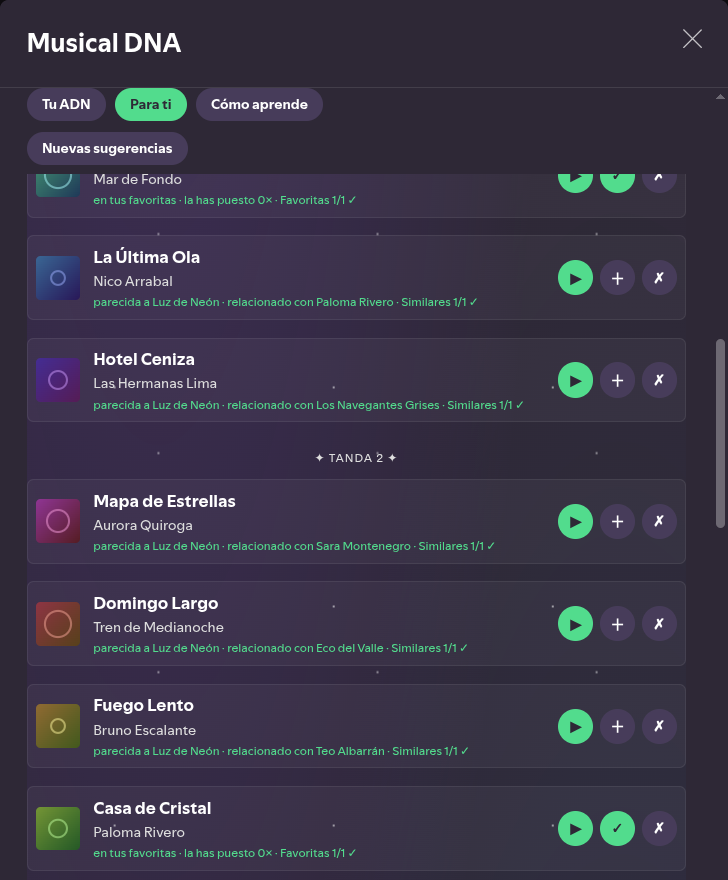 Musical DNA
Tu ADN
Para ti
Cómo aprende
Nuevas sugerencias
Mar de Fondo
en tus favoritas · la has puesto 0× · Favoritas 1/1 ✓
La Última Ola
Nico Arrabal
parecida a Luz de Neón · relacionado con Paloma Rivero · Similares 1/1 ✓
Hotel Ceniza
Las Hermanas Lima
parecida a Luz de Neón · relacionado con Los Navegantes Grises · Similares 1/1 ✓
✦ TANDA 2 ✦
Mapa de Estrellas
Aurora Quiroga
parecida a Luz de Neón · relacionado con Sara Montenegro · Similares 1/1 ✓
Domingo Largo
Tren de Medianoche
parecida a Luz de Neón · relacionado con Eco del Valle · Similares 1/1 ✓
Fuego Lento
Bruno Escalante
parecida a Luz de Neón · relacionado con Teo Albarrán · Similares 1/1 ✓
Casa de Cristal
Paloma Rivero
en tus favoritas · la has puesto 0× · Favoritas 1/1 ✓